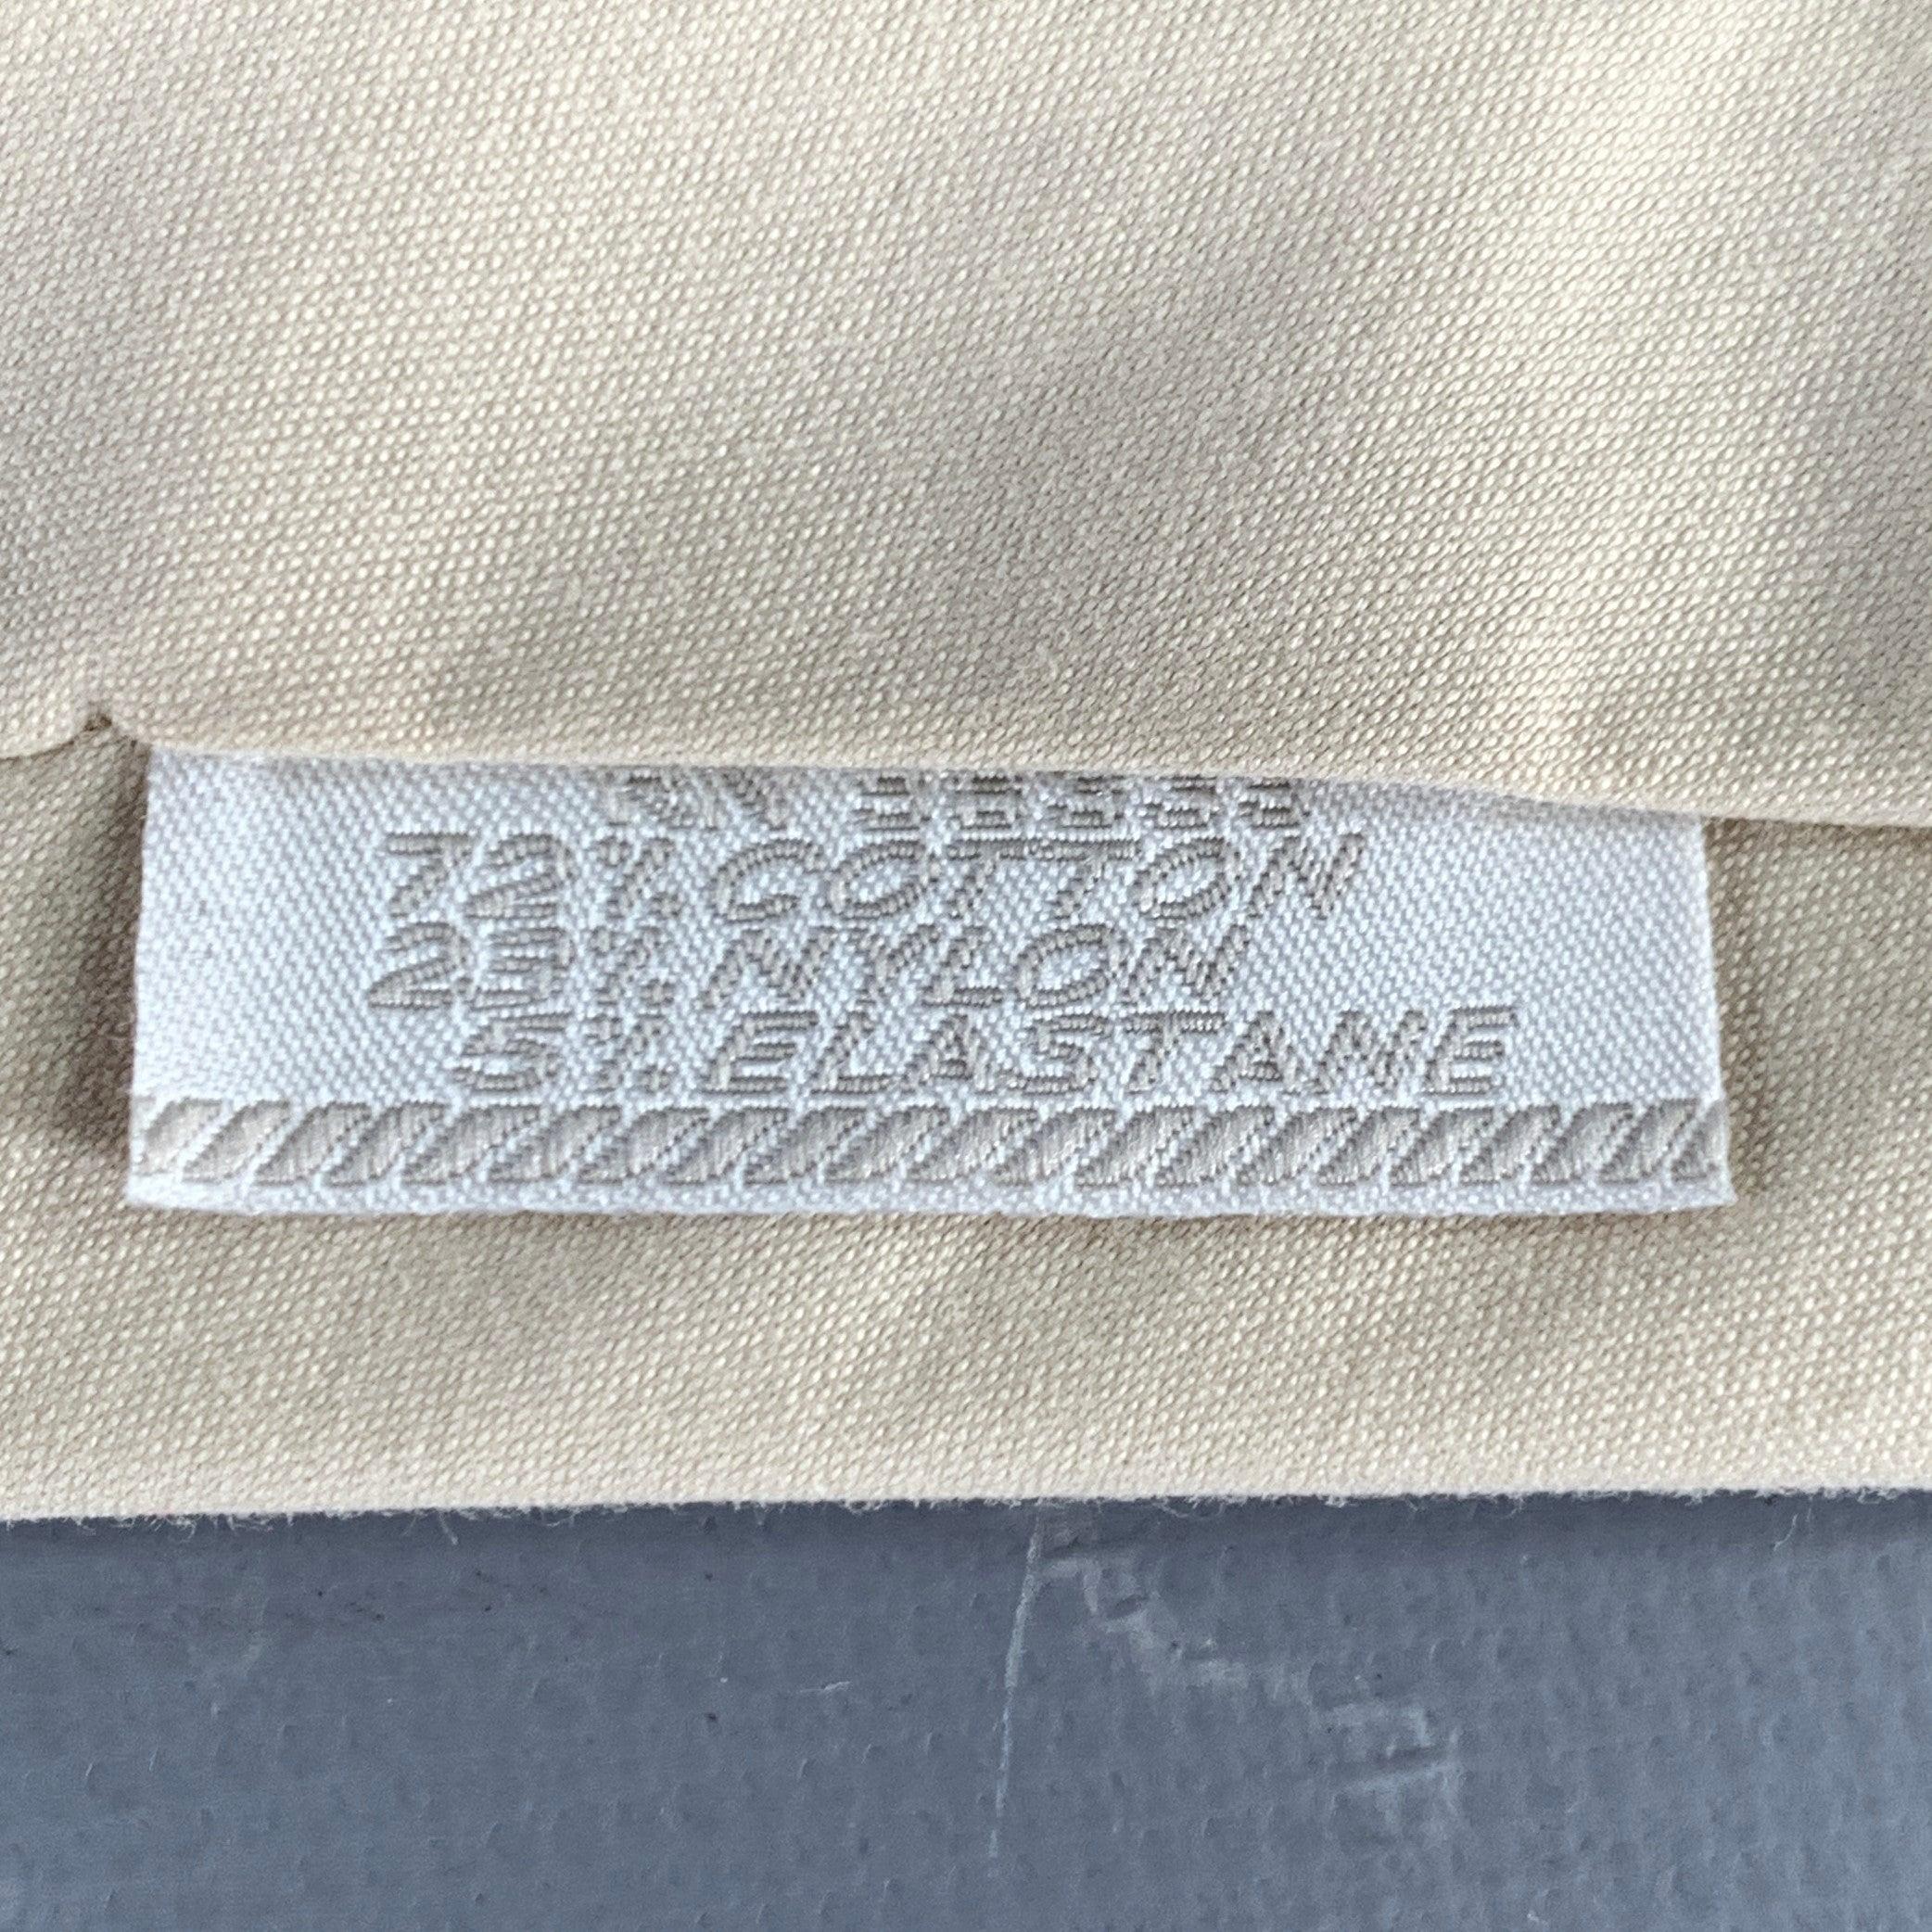 72% COTTON
23% NYLON
5% ELASTANE